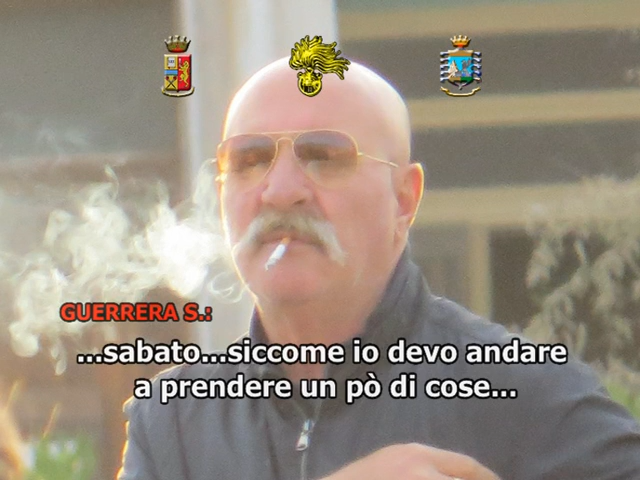 GUERRERA S.:
...sabato...siccome io devo andare
a prendere un pò di cose...